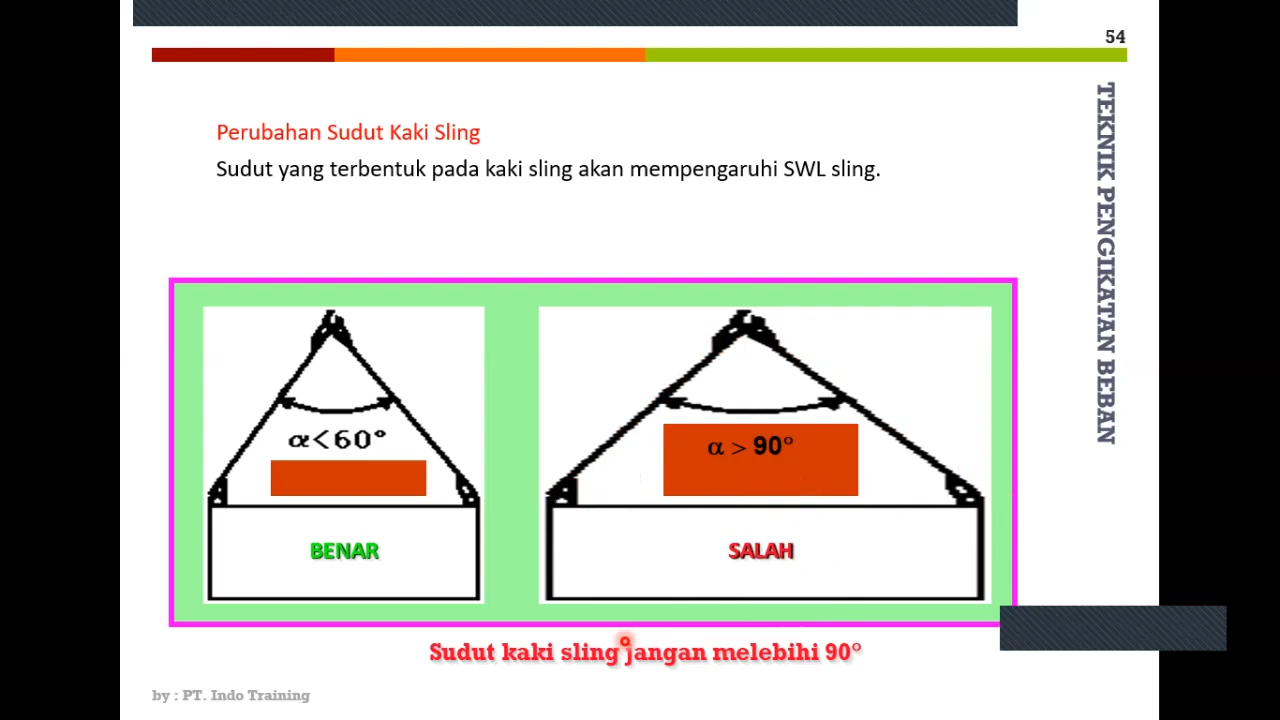 54
TEKNIK PENGIKATAN BEBAN
Perubahan Sudut Kaki Sling
Sudut yang terbentuk pada kaki sling akan mempengaruhi SWL sling.
α<60°
BENAR
α > 90°
SALAH
Sudut kaki sling jangan melebihi 90°
by : PT. Indo Training